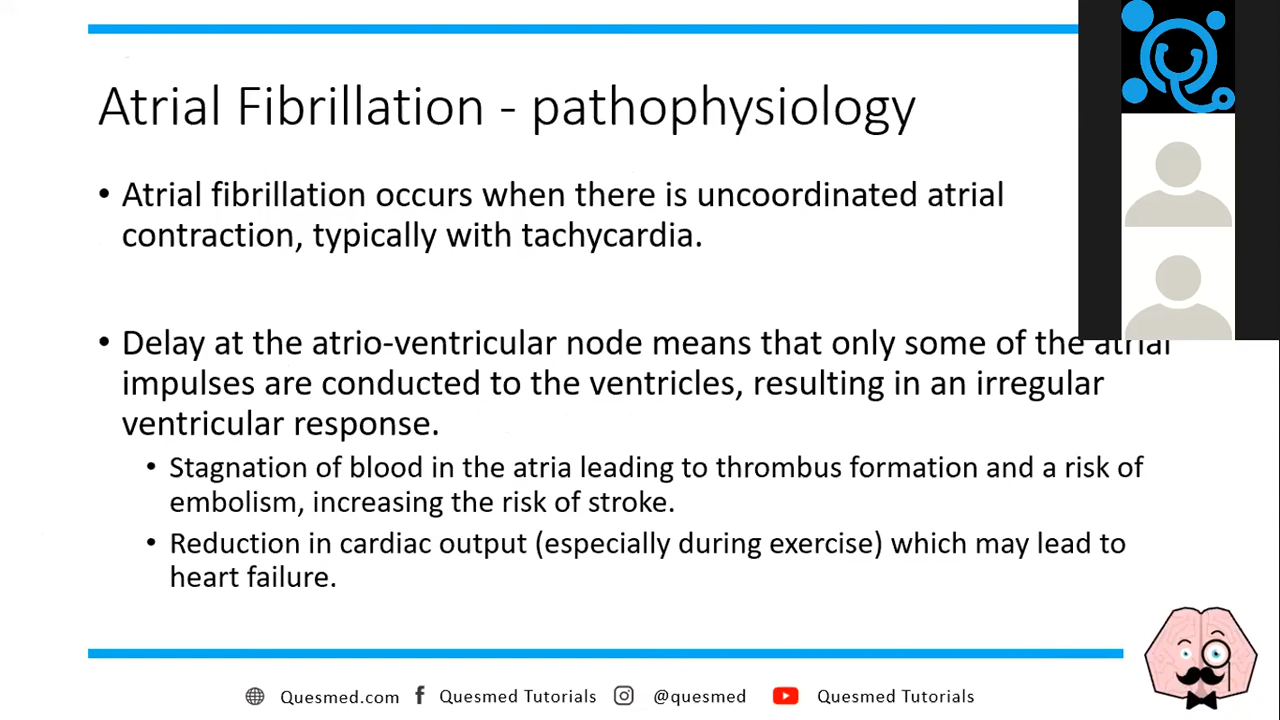 Atrial Fibrillation - pathophysiology
• Atrial fibrillation occurs when there is uncoordinated atrial
contraction, typically with tachycardia.
• Delay at the atrio-ventricular node means that only some of the atrial
impulses are conducted to the ventricles, resulting in an irregular
ventricular response.
• Stagnation of blood in the atria leading to thrombus formation and a risk of
embolism, increasing the risk of stroke.
• Reduction in cardiac output (especially during exercise) which may lead to
heart failure.
Quesmed.com Quesmed Tutorials @quesmed Quesmed Tutorials